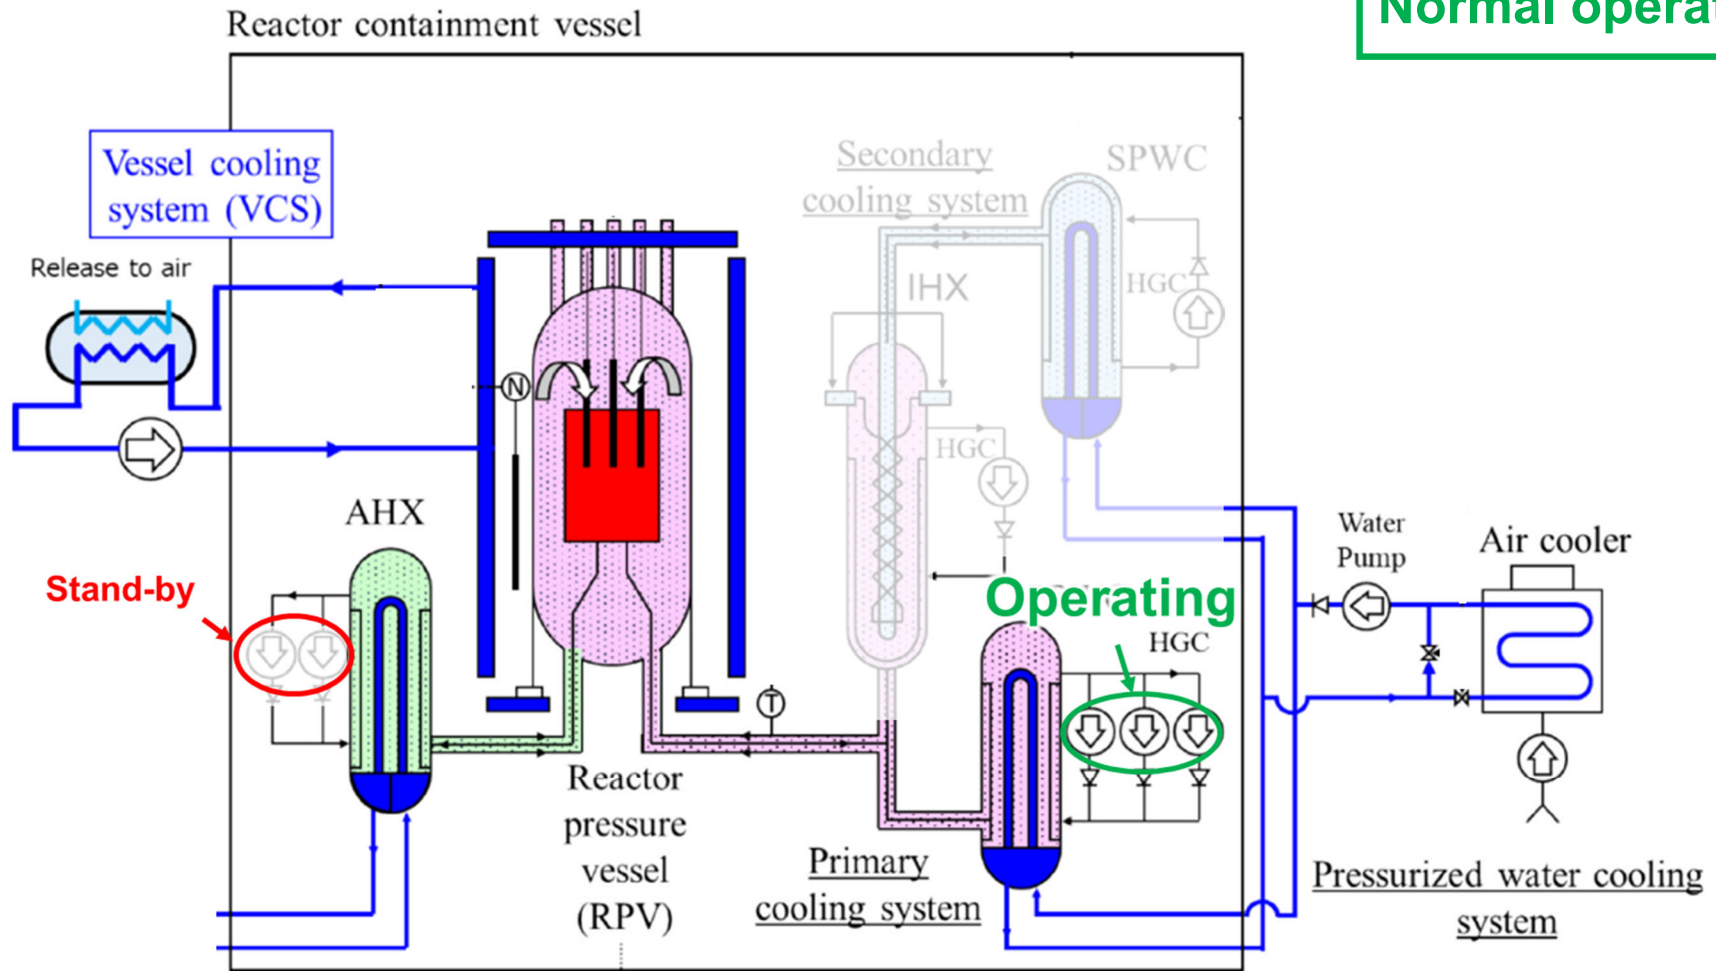 Reactor containment vessel
Normal operat
Vessel cooling
system (VCS)
Release to air
Secondary
cooling system
SPWC
IHX
HGC
HGC
N
AHX
Stand-by
Operating
HGC
T
Water
Pump
Air cooler
Reactor
pressure
vessel
(RPV)
Primary
cooling system
Pressurized water cooling
system